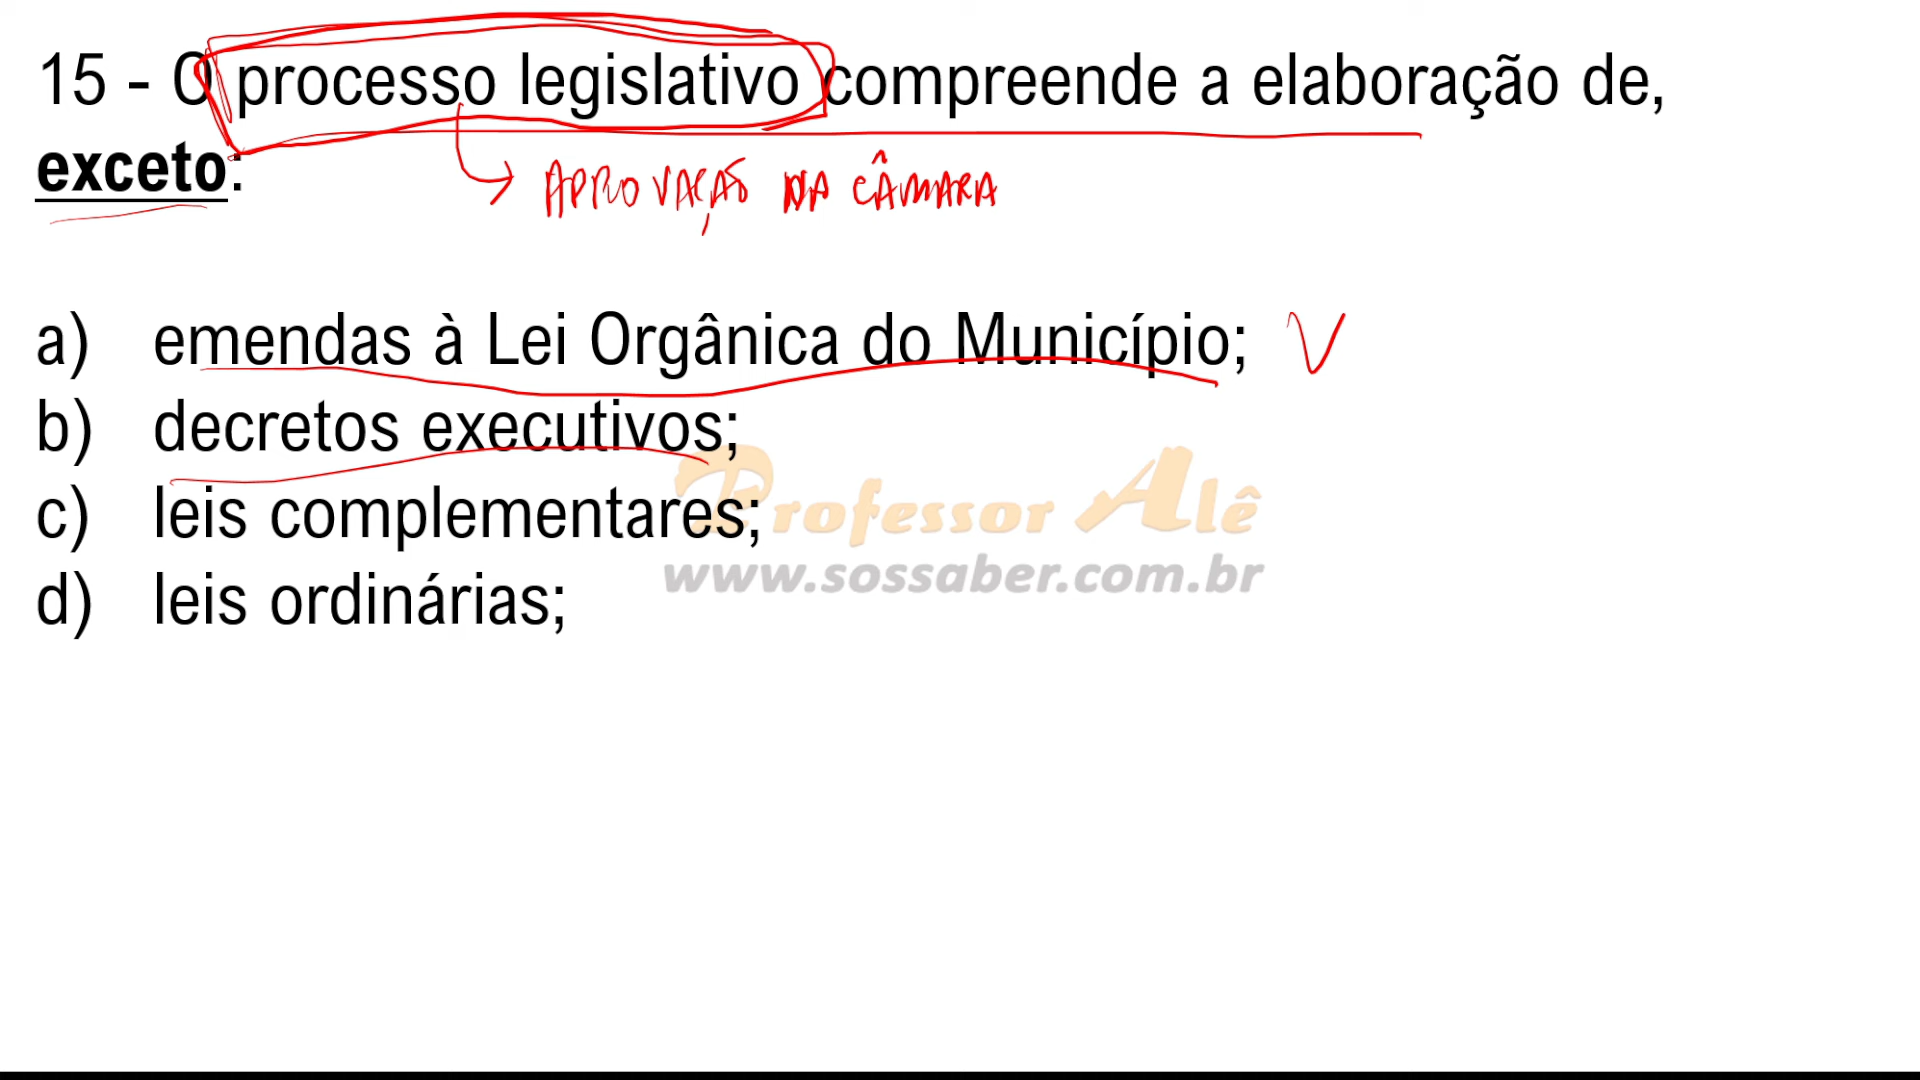 15 - O processo legislativo compreende a elaboração de,
exceto:
APROVAÇÃO NA CÂMARA
a) emendas à Lei Orgânica do Município; V
b) decretos executivos;
c) leis complementares;
d) leis ordinárias;
Professor Alê
www.sossaber.com.br